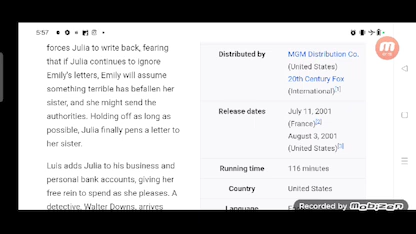 5:57
forces Julia to write back, fearing
that if Julia continues to ignore
Emily's letters, Emily will assume
something terrible has befallen her
sister, and she might send the
authorities. Holding off as long as
possible, Julia finally pens a letter to
her sister.
Luis adds Julia to his business and
personal bank accounts, giving her
free rein to spend as she pleases. A
detective, Walter Downs, arrives
Distributed by
MGM Distribution Co.
(United States)
20th Century Fox
(International)[1]
Release dates
July 11, 2001
(France)[2]
August 3, 2001
(United States)[3]
Running time
116 minutes
Country
United States
Language
Recorded by mobizen